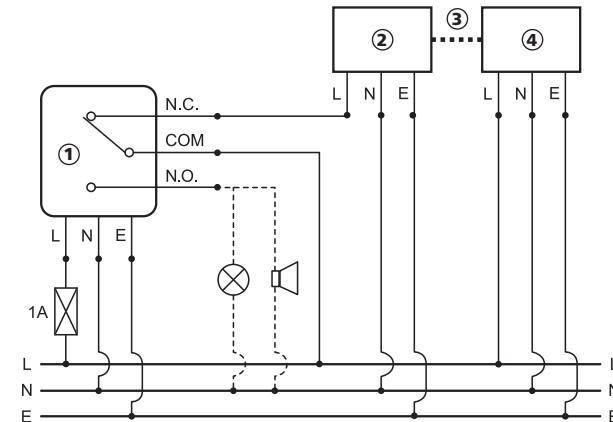 ③
② ④
L N E L N E
N.C.
COM
①
N.O.
L N E
1A
L L
N N
E E